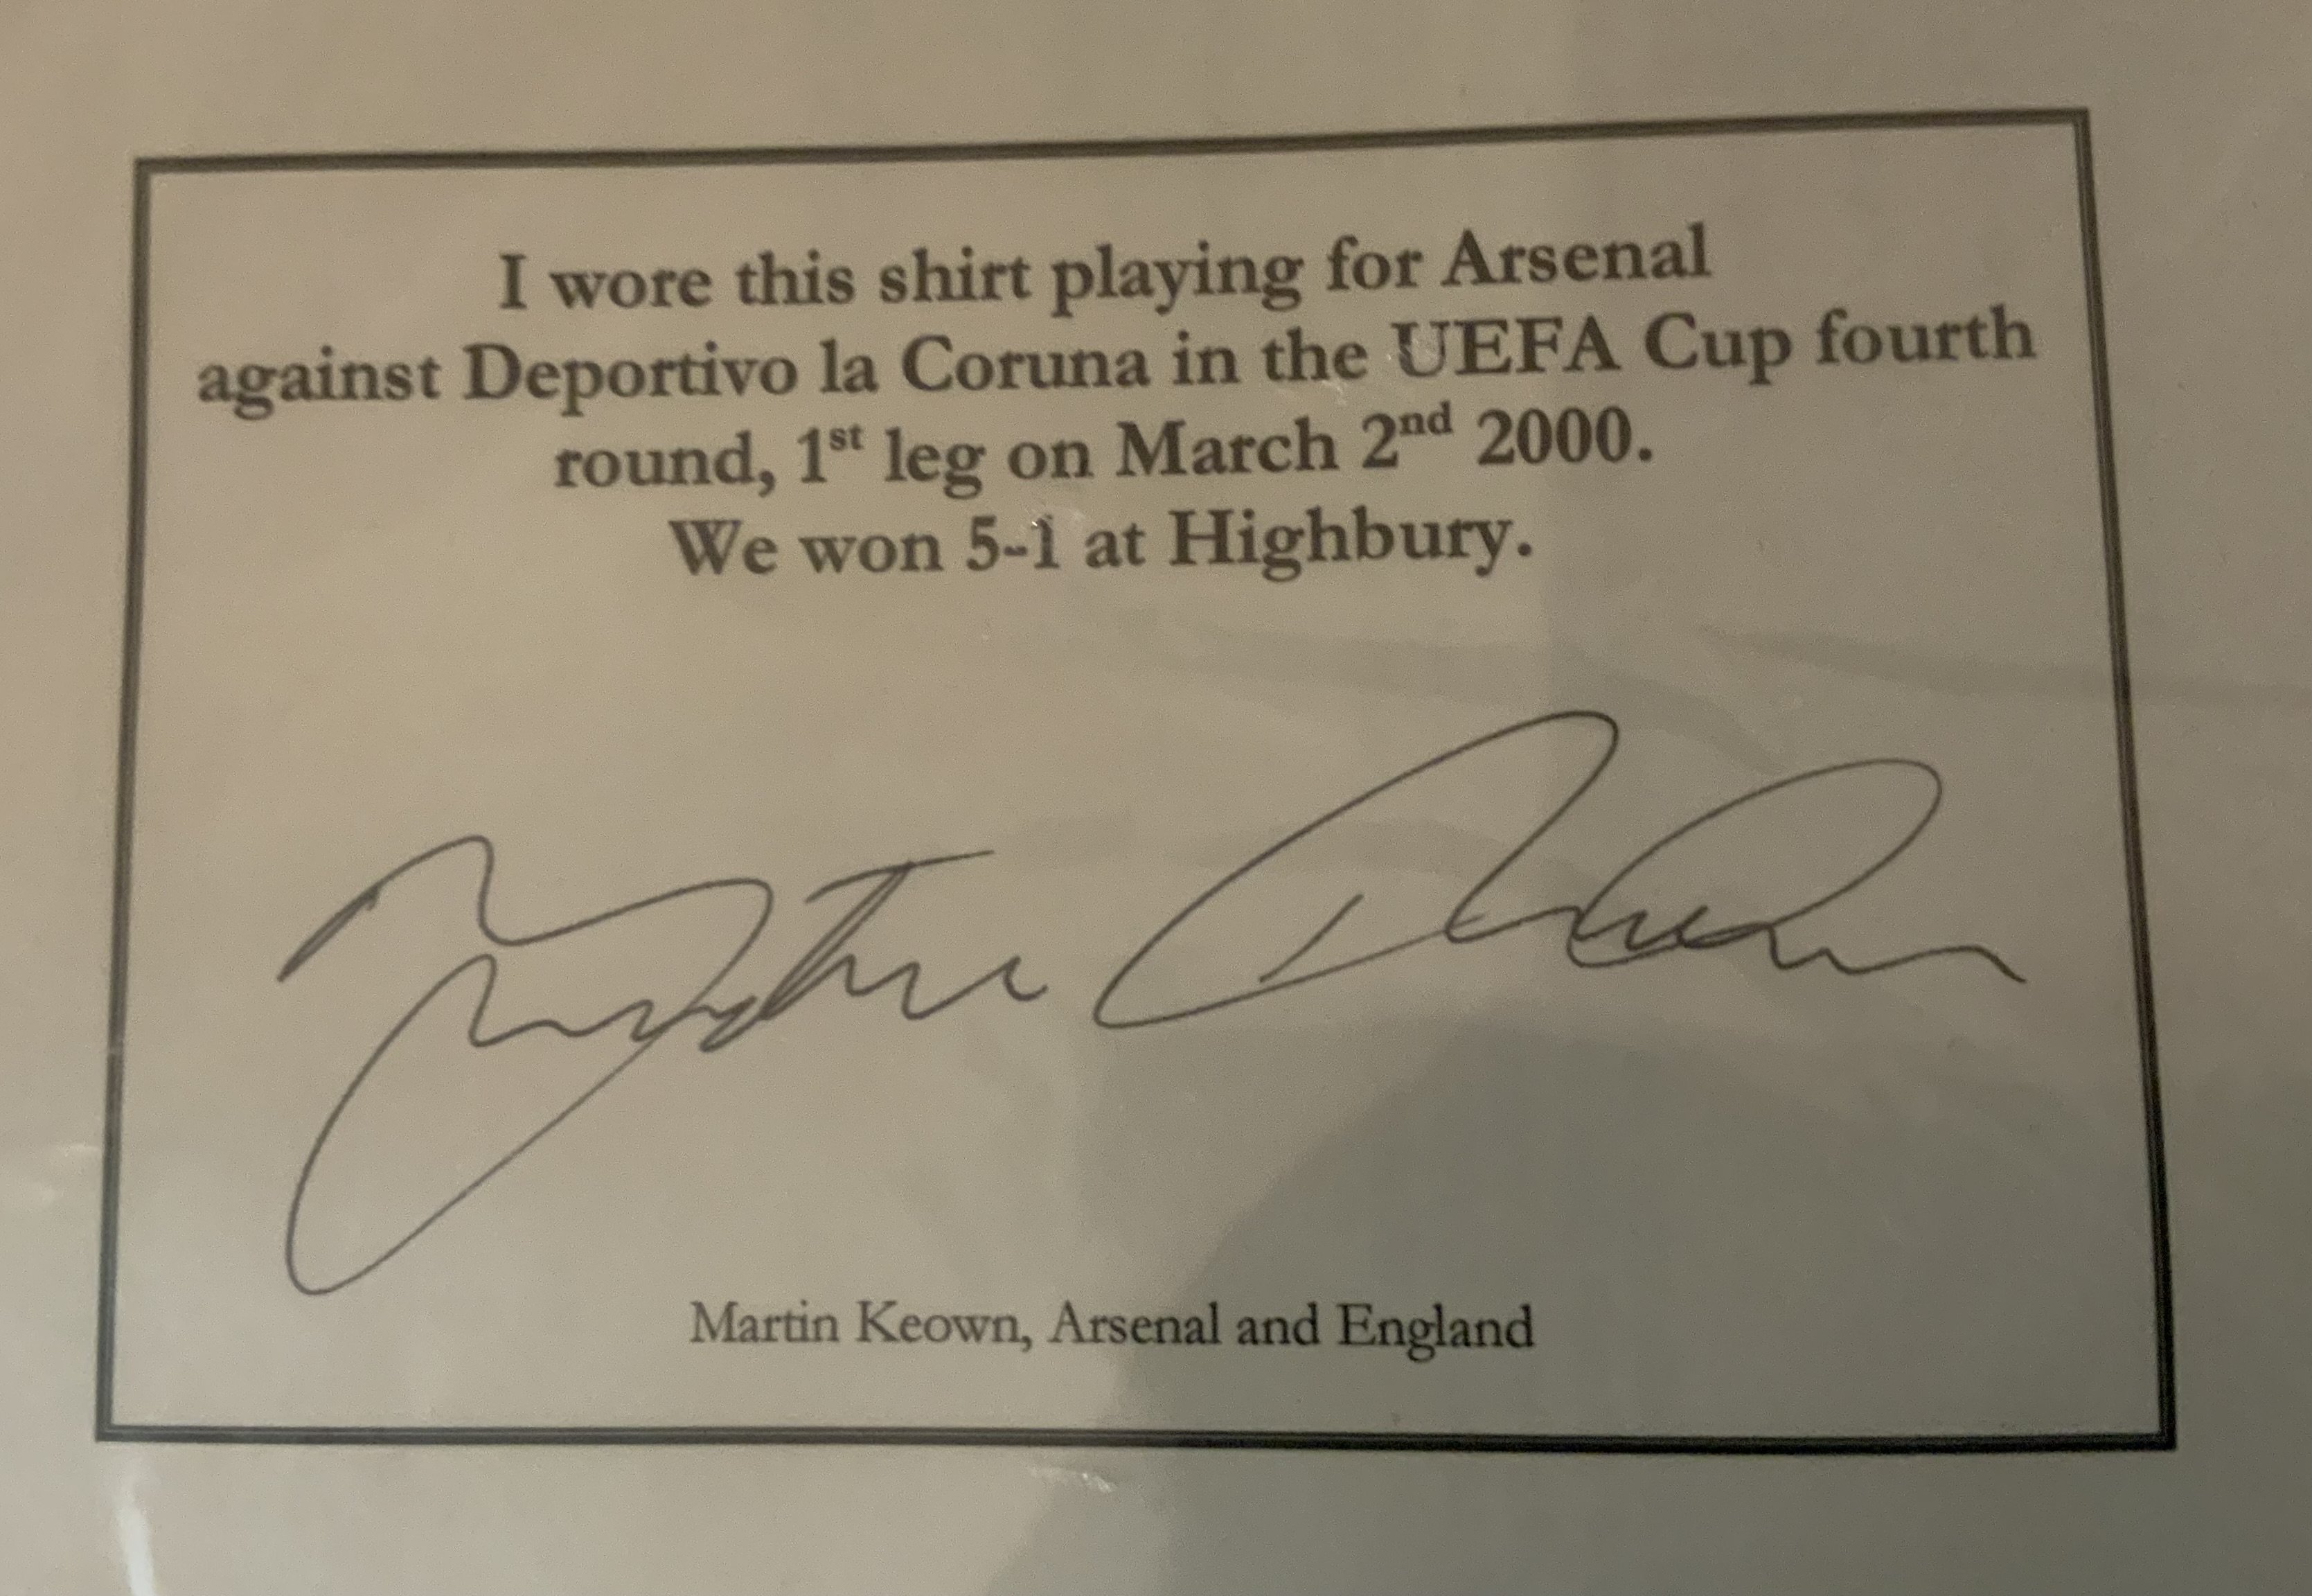 I wore this shirt playing for Arsenal
against Deportivo la Coruna in the UEFA Cup fourth
round, 1st leg on March 2nd 2000.
We won 5-1 at Highbury.
Martin Keown, Arsenal and England